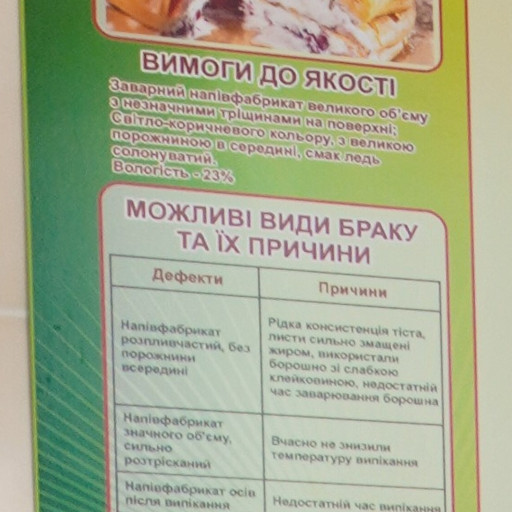 ВИМОГИ ДО ЯКОСТІ
Заварний напівфабрикат великого об'єму
з незначними тріщинами на поверхні;
Світло-коричневого кольору, з великою
порожниною в середині, смак ледь
солонуватий.
Вологість - 23%
МОЖЛИВІ ВИДИ БРАКУ
ТА ЇХ ПРИЧИНИ
Дефекти
Причини
Напівфабрикат
розпливчастий, без
порожнини
всередині
Рідка консистенція тіста,
листи сильно змащені
жиром, використали
борошно зі слабкою
клейковиною, недостатній
час заварювання борошна
Напівфабрикат
значного об'єму,
сильно
розтрісканий
Вчасно не знизили
температуру випікання
Напівфабрикат осів
після випікання
Недостатній час випікання